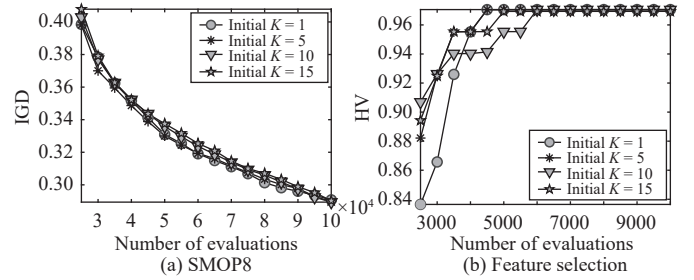 0.40
0.38
0.36
0.34
0.32
0.30
IGD
Initial K = 1
Initial K = 5
Initial K = 10
Initial K = 15
3 4 5 6 7 8 9 10
×10⁴
Number of evaluations
(a) SMOP8
0.96
0.94
0.92
0.90
0.88
0.86
0.84
HV
Initial K = 1
Initial K = 5
Initial K = 10
Initial K = 15
3000 5000 7000 9000
Number of evaluations
(b) Feature selection